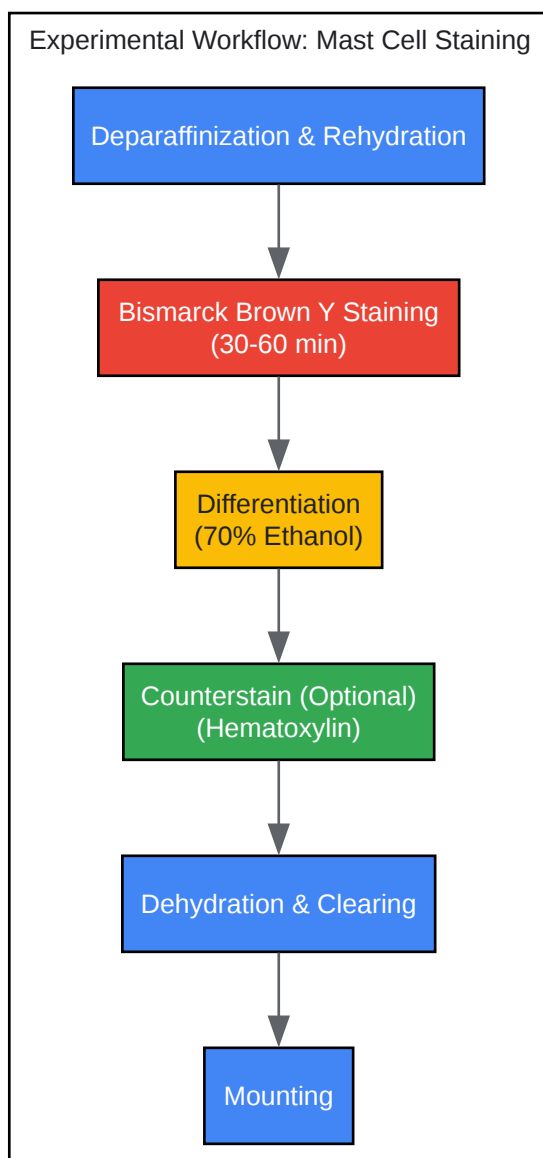 Experimental Workflow: Mast Cell Staining
Deparaffinization & Rehydration
Bismarck Brown Y Staining
(30-60 min)
Differentiation
(70% Ethanol)
Counterstain (Optional)
(Hematoxylin)
Dehydration & Clearing
Mounting